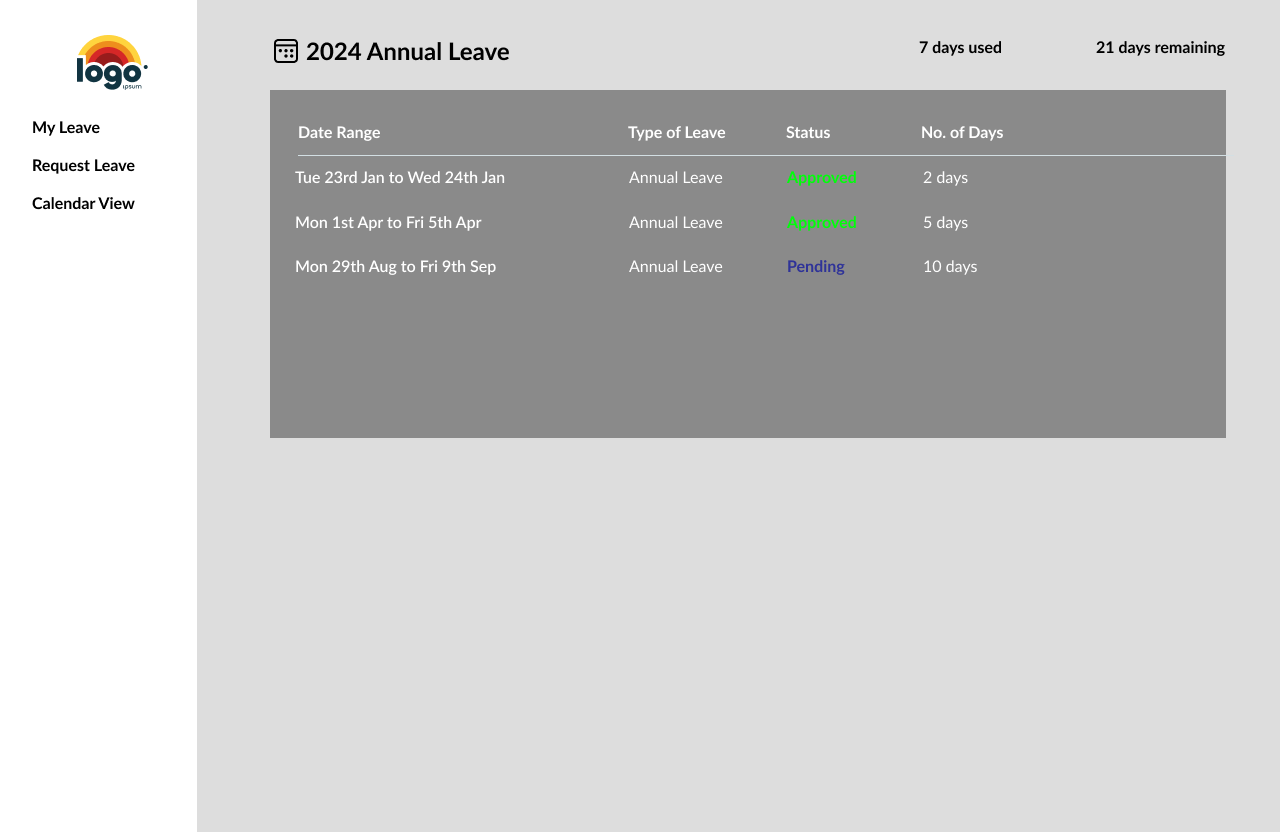 logo
ipsum
My Leave
Request Leave
Calendar View
2024 Annual Leave
7 days used
21 days remaining
Date Range Type of Leave Status No. of Days
Tue 23rd Jan to Wed 24th Jan Annual Leave Approved 2 days
Mon 1st Apr to Fri 5th Apr Annual Leave Approved 5 days
Mon 29th Aug to Fri 9th Sep Annual Leave Pending 10 days